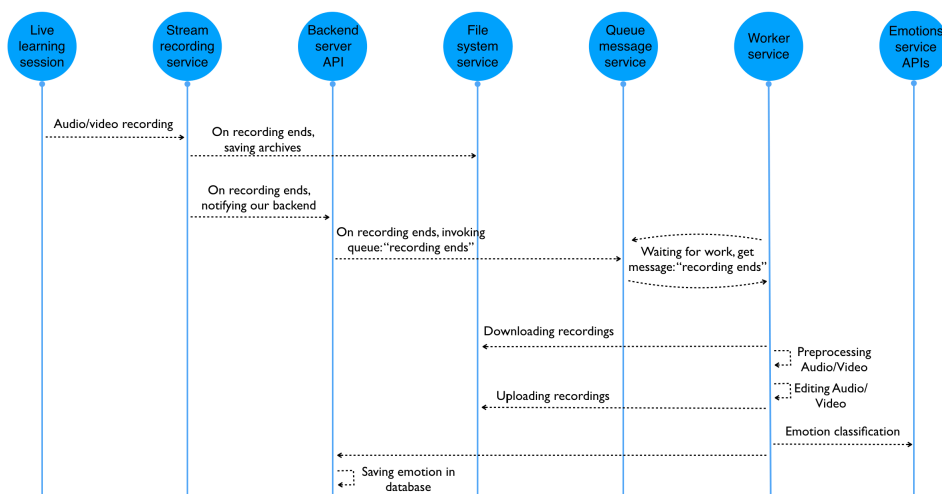 Live
learning
session
Stream
recording
service
Backend
server
API
File
system
service
Queue
message
service
Worker
service
Emotions
service
APIs
Audio/video recording
On recording ends,
saving archives
On recording ends,
notifying our backend
On recording ends, invoking
queue: “recording ends”
Waiting for work, get
message: “recording ends”
Downloading recordings
Preprocessing
Audio/Video
Editing Audio/
Video
Uploading recordings
Emotion classification
Saving emotion in
database